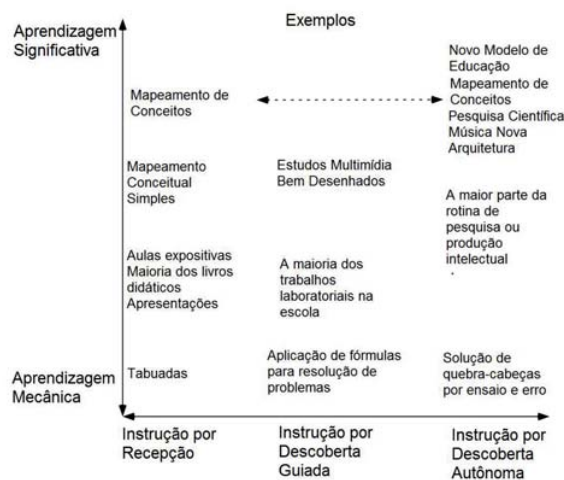 Exemplos
Aprendizagem
Significativa
Mapeamento de
Conceitos
Novo Modelo de
Educação
Mapeamento de
Conceitos
Pesquisa Científica
Música Nova
Arquitetura
Mapeamento
Conceitual
Simples
Estudos Multimídia
Bem Desenhados
A maior parte da
rotina de
pesquisa ou
produção
intelectual
.
Aulas expositivas
Maioria dos livros
didáticos
Apresentações
A maioria dos
trabalhos
laboratoriais na
escola
Aprendizagem
Mecânica
Tabuadas
Aplicação de fórmulas
para resolução de
problemas
Solução de
quebra-cabeças
por ensaio e erro
Instrução por
Recepção
Instrução por
Descoberta
Guiada
Instrução por
Descoberta
Autônoma